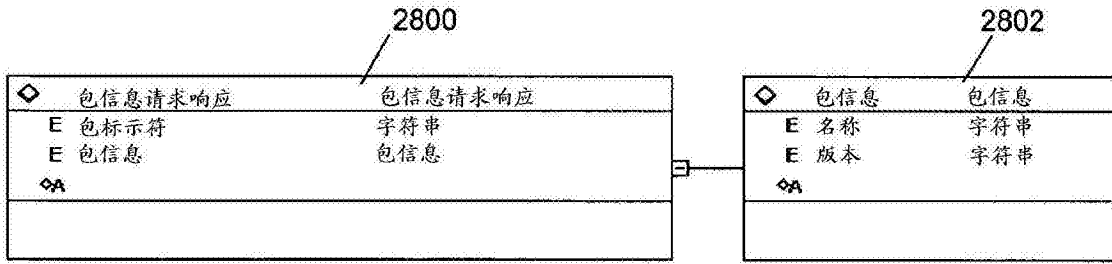 2800
2802
包信息请求响应 包信息请求响应
E 包标示符 字符串
E 包信息 包信息
A
包信息 包信息
E 名称 字符串
E 版本 字符串
A